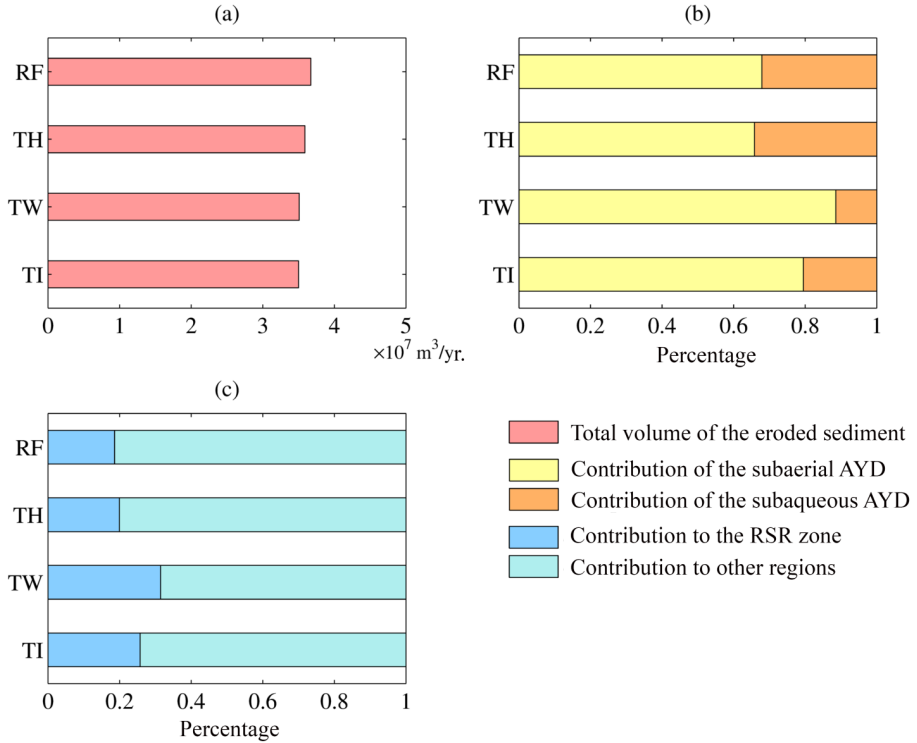 (a)
RF
TH
TW
TI
0 1 2 3 4 5
×10⁷ m³/yr.
(b)
RF
TH
TW
TI
0 0.2 0.4 0.6 0.8 1
Percentage
(c)
RF
TH
TW
TI
0 0.2 0.4 0.6 0.8 1
Percentage
Total volume of the eroded sediment
Contribution of the subaerial AYD
Contribution of the subaqueous AYD
Contribution to the RSR zone
Contribution to other regions